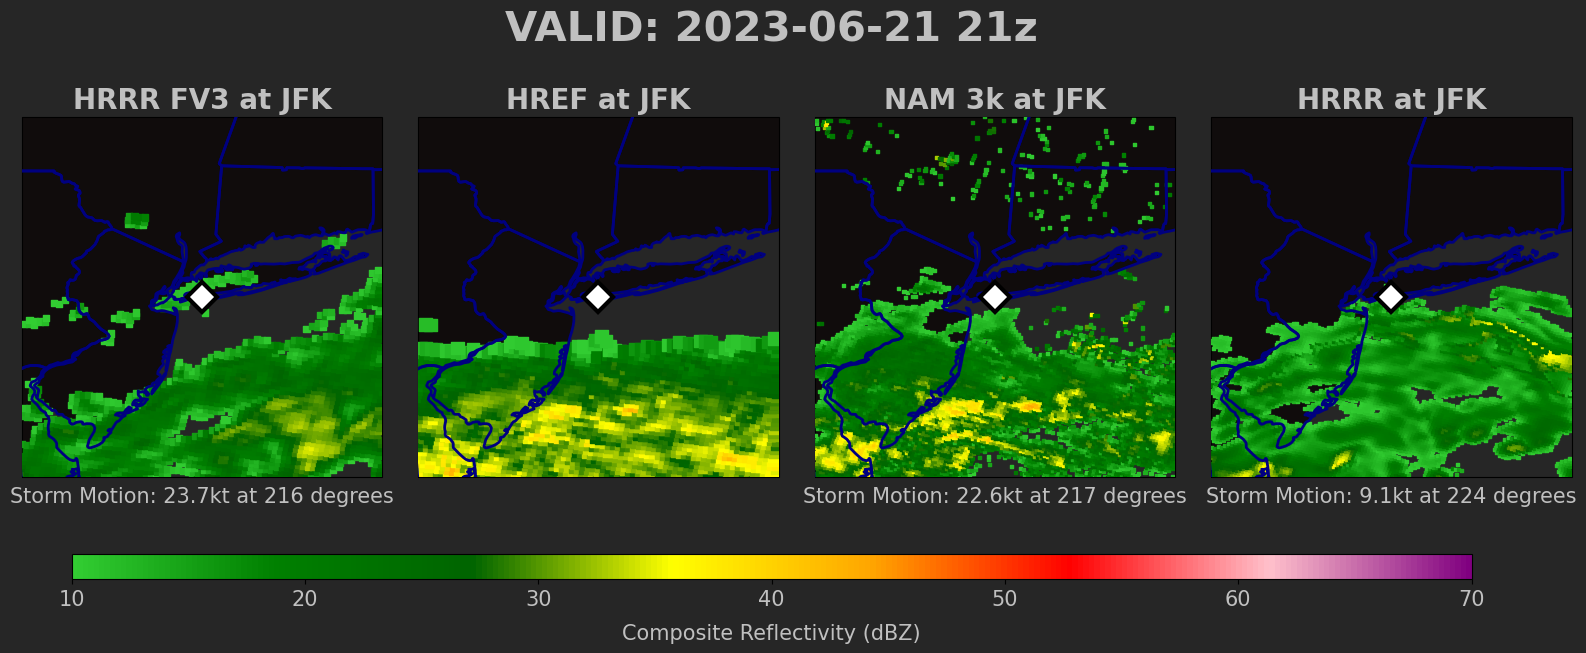 VALID: 2023-06-21 21z
HRRR FV3 at JFK
HREF at JFK
NAM 3k at JFK
HRRR at JFK
Storm Motion: 23.7kt at 216 degrees
Storm Motion: 22.6kt at 217 degrees
Storm Motion: 9.1kt at 224 degrees
10 20 30 40 50 60 70
Composite Reflectivity (dBZ)